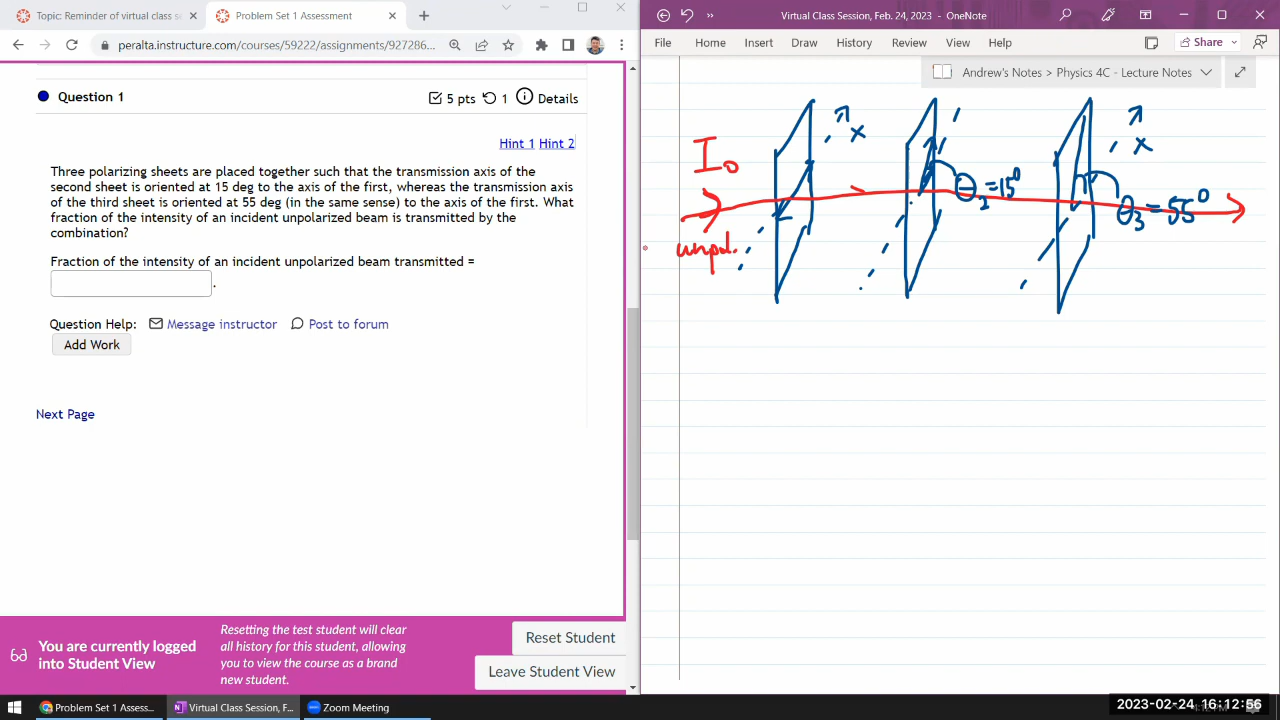 Topic: Reminder of virtual class se
Problem Set 1 Assessment
peralta.instructure.com/courses/59222/assignments/927286...
Question 1
5 pts
1
Details
Hint 1 Hint 2
Three polarizing sheets are placed together such that the transmission axis of the
second sheet is oriented at 15 deg to the axis of the first, whereas the transmission axis
of the third sheet is oriented at 55 deg (in the same sense) to the axis of the first. What
fraction of the intensity of an incident unpolarized beam is transmitted by the
combination?
Fraction of the intensity of an incident unpolarized beam transmitted =
.
Question Help:
Message instructor
Post to forum
Add Work
Next Page
You are currently logged
into Student View
Resetting the test student will clear
all history for this student, allowing
you to view the course as a brand
new student.
Reset Student
Leave Student View
Virtual Class Session, Feb. 24, 2023 - OneNote
File Home Insert Draw History Review View Help
Share
Andrew's Notes > Physics 4C - Lecture Notes
I₀
unpol.
x
θ₂ = 15°
x
θ₃ = 55°
Problem Set 1 Assess...
Virtual Class Session, F...
Zoom Meeting
2023-02-24 16:12:56